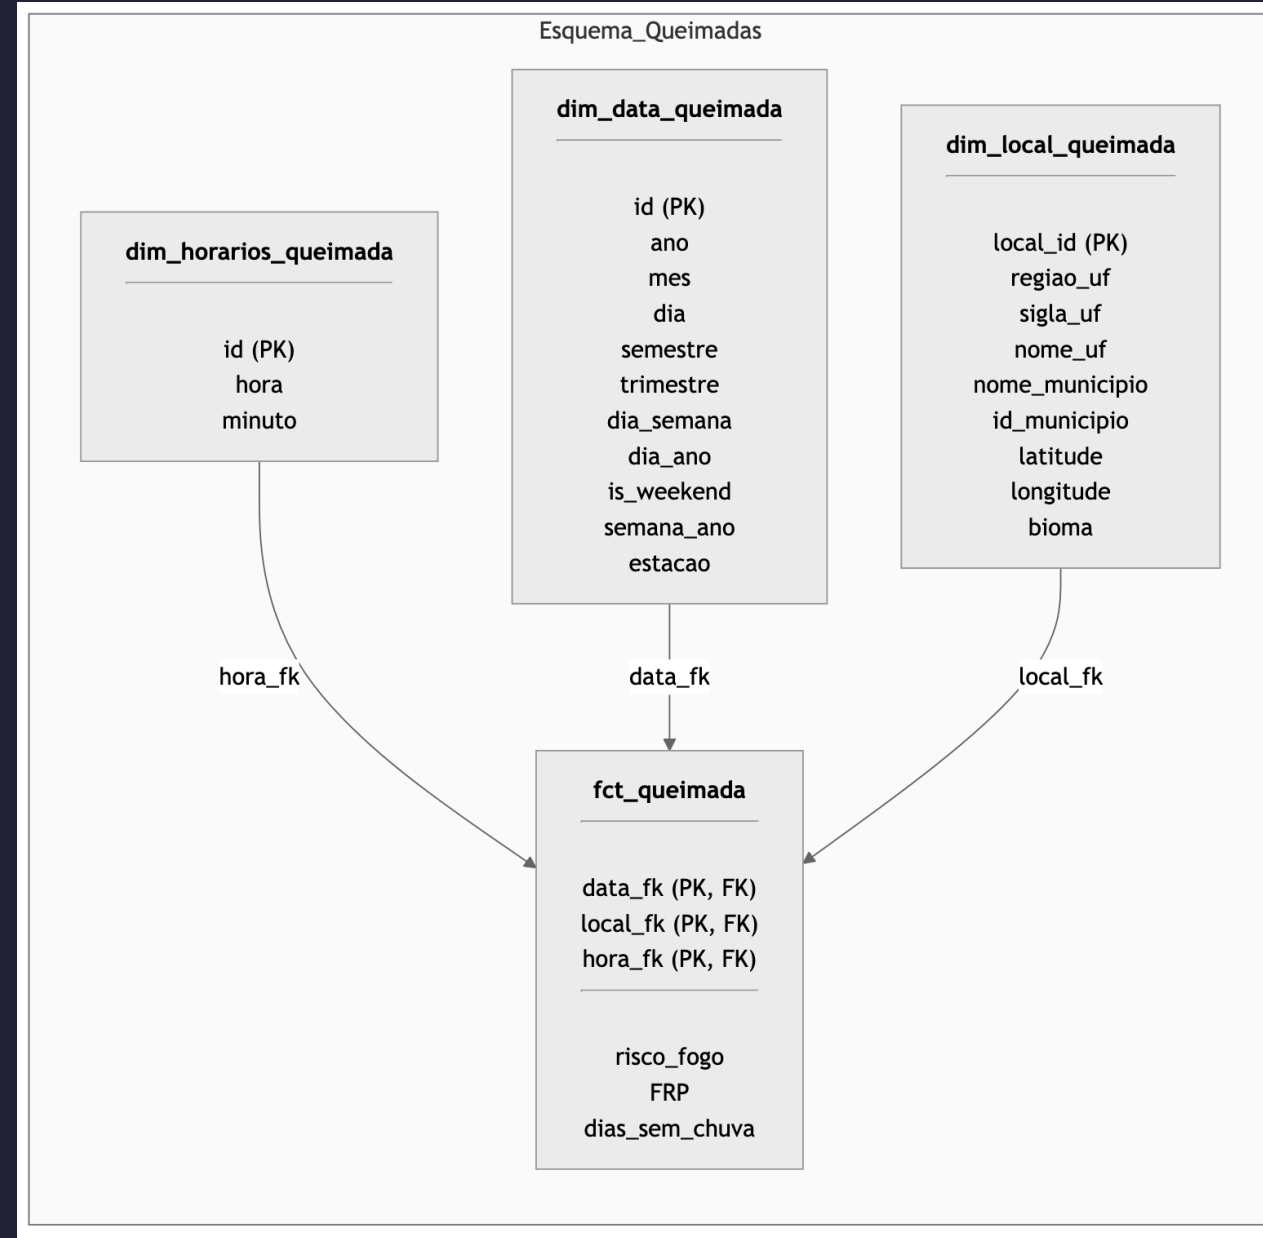 Esquema_Queimadas
dim_horarios_queimada
id (PK)
hora
minuto
dim_data_queimada
id (PK)
ano
mes
dia
semestre
trimestre
dia_semana
dia_ano
is_weekend
semana_ano
estacao
dim_local_queimada
local_id (PK)
regiao_uf
sigla_uf
nome_uf
nome_municipio
id_municipio
latitude
longitude
bioma
hora_fk
data_fk
local_fk
fct_queimada
data_fk (PK, FK)
local_fk (PK, FK)
hora_fk (PK, FK)
risco_fogo
FRP
dias_sem_chuva